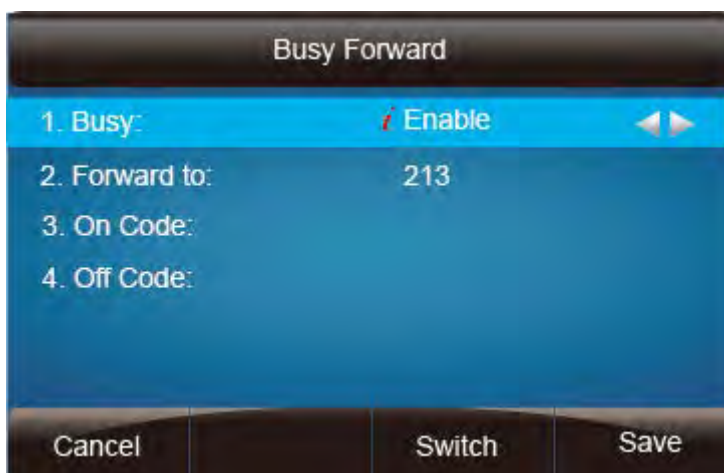 Busy Forward
1. Busy: i Enable
2. Forward to: 213
3. On Code:
4. Off Code:
Cancel Switch Save